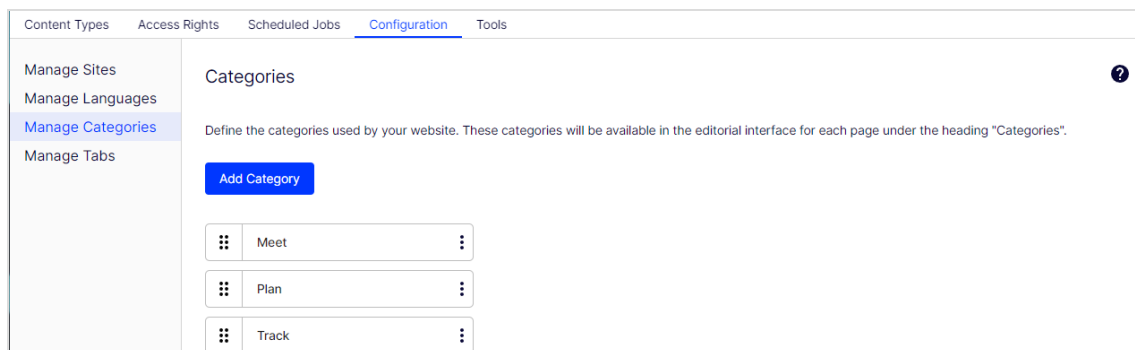 Content Types Access Rights Scheduled Jobs Configuration Tools
Manage Sites
Manage Languages
Manage Categories
Manage Tabs
Categories
?
Define the categories used by your website. These categories will be available in the editorial interface for each page under the heading "Categories".
Add Category
Meet
Plan
Track